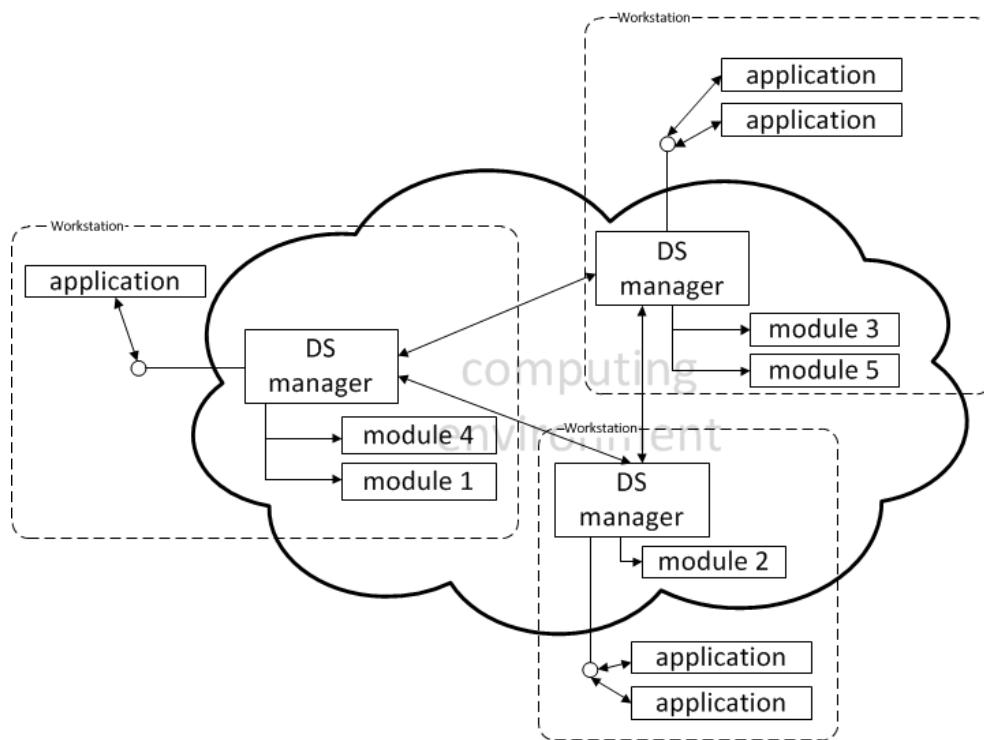 Workstation
application
application
DS
manager
module 3
module 5
Workstation
application
DS
manager
module 4
module 1
computing
environment
Workstation
DS
manager
module 2
application
application